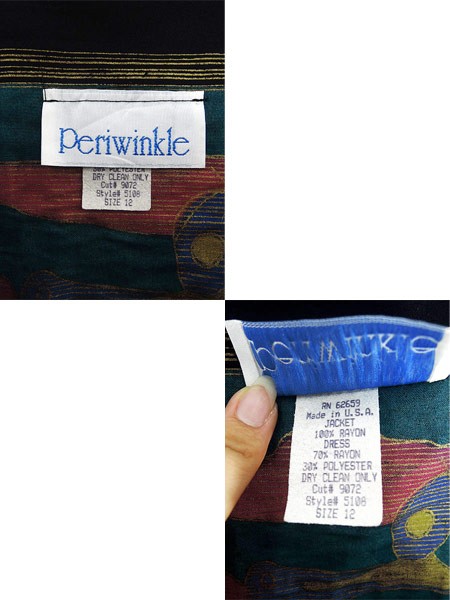 Periwinkle
30% POLYESTER
DRY CLEAN ONLY
Cut# 9072
Style# 5108
SIZE 12
periwinkle
RN 62659
Made in U.S.A.
JACKET
100% RAYON
DRESS
70% RAYON
30% POLYESTER
DRY CLEAN ONLY
Cut# 9072
Style# 5108
SIZE 12